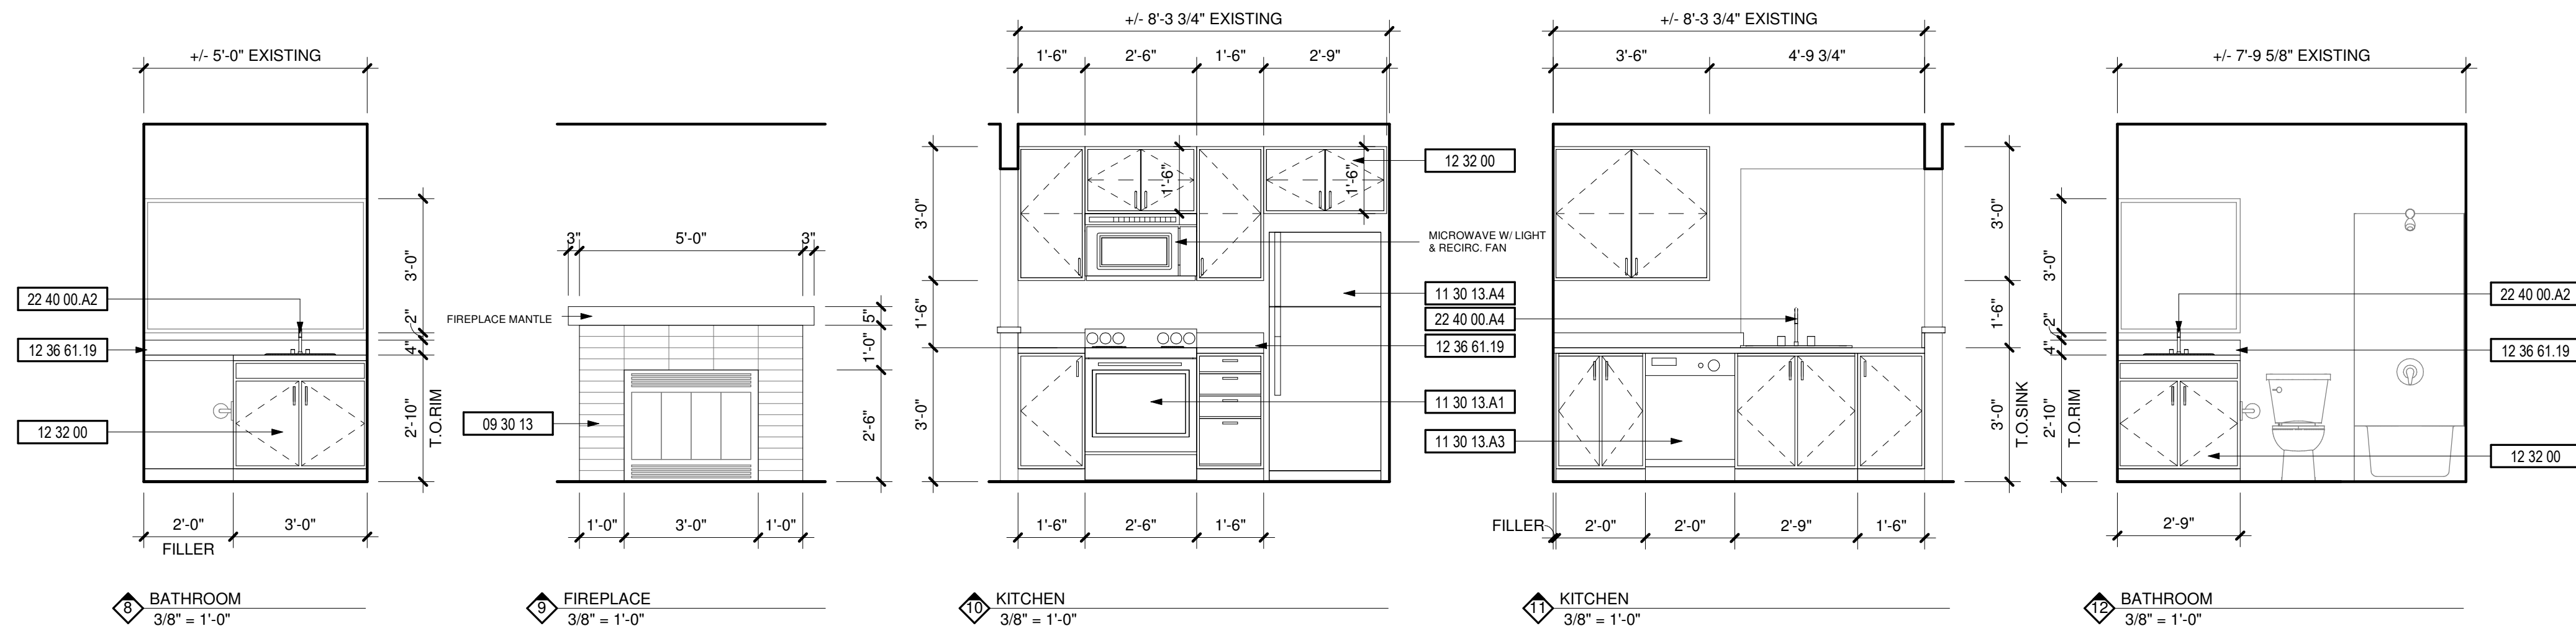 +/- 5'-0" EXISTING
3'-0"
2"
4"
2'-10"
T.O.RIM
22 40 00.A2
12 36 61.19
12 32 00
2'-0"
3'-0"
FILLER
8
BATHROOM
3/8" = 1'-0"
3"
5'-0"
3"
FIREPLACE MANTLE
5"
1'-0"
2'-6"
09 30 13
1'-0"
3'-0"
1'-0"
9
FIREPLACE
3/8" = 1'-0"
+/- 8'-3 3/4" EXISTING
1'-6"
2'-6"
1'-6"
2'-9"
3'-0"
1'-6"
3'-0"
1'-6"
1'-6"
12 32 00
MICROWAVE W/ LIGHT
& RECIRC. FAN
11 30 13.A4
22 40 00.A4
12 36 61.19
11 30 13.A1
11 30 13.A3
1'-6"
2'-6"
1'-6"
10
KITCHEN
3/8" = 1'-0"
+/- 8'-3 3/4" EXISTING
3'-6"
4'-9 3/4"
3'-0"
1'-6"
3'-0"
T.O.SINK
FILLER
2'-0"
2'-0"
2'-9"
1'-6"
11
KITCHEN
3/8" = 1'-0"
+/- 7'-9 5/8" EXISTING
3'-0"
2"
4"
2'-10"
T.O.RIM
22 40 00.A2
12 36 61.19
12 32 00
2'-9"
12
BATHROOM
3/8" = 1'-0"